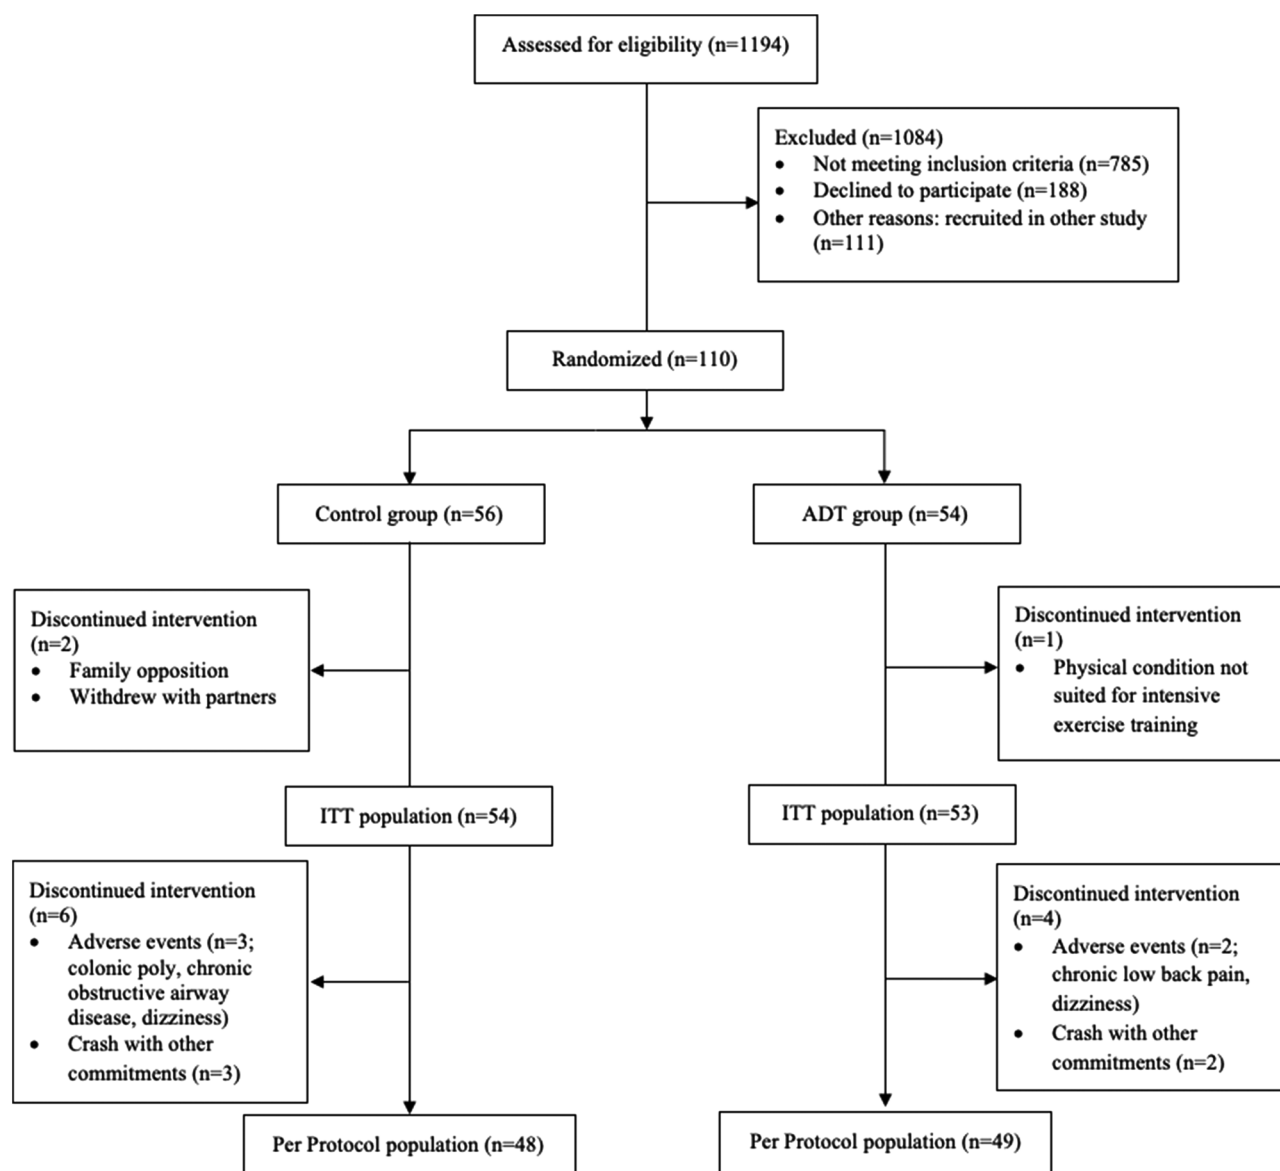 Assessed for eligibility (n=1194)
Excluded (n=1084)
• Not meeting inclusion criteria (n=785)
• Declined to participate (n=188)
• Other reasons: recruited in other study
(n=111)
Randomized (n=110)
Control group (n=56)
ADT group (n=54)
Discontinued intervention
(n=2)
• Family opposition
• Withdrew with partners
Discontinued intervention
(n=1)
• Physical condition not
suited for intensive
exercise training
ITT population (n=54)
ITT population (n=53)
Discontinued intervention
(n=6)
• Adverse events (n=3;
colonic poly, chronic
obstructive airway
disease, dizziness)
• Crash with other
commitments (n=3)
Discontinued intervention
(n=4)
• Adverse events (n=2;
chronic low back pain,
dizziness)
• Crash with other
commitments (n=2)
Per Protocol population (n=48)
Per Protocol population (n=49)